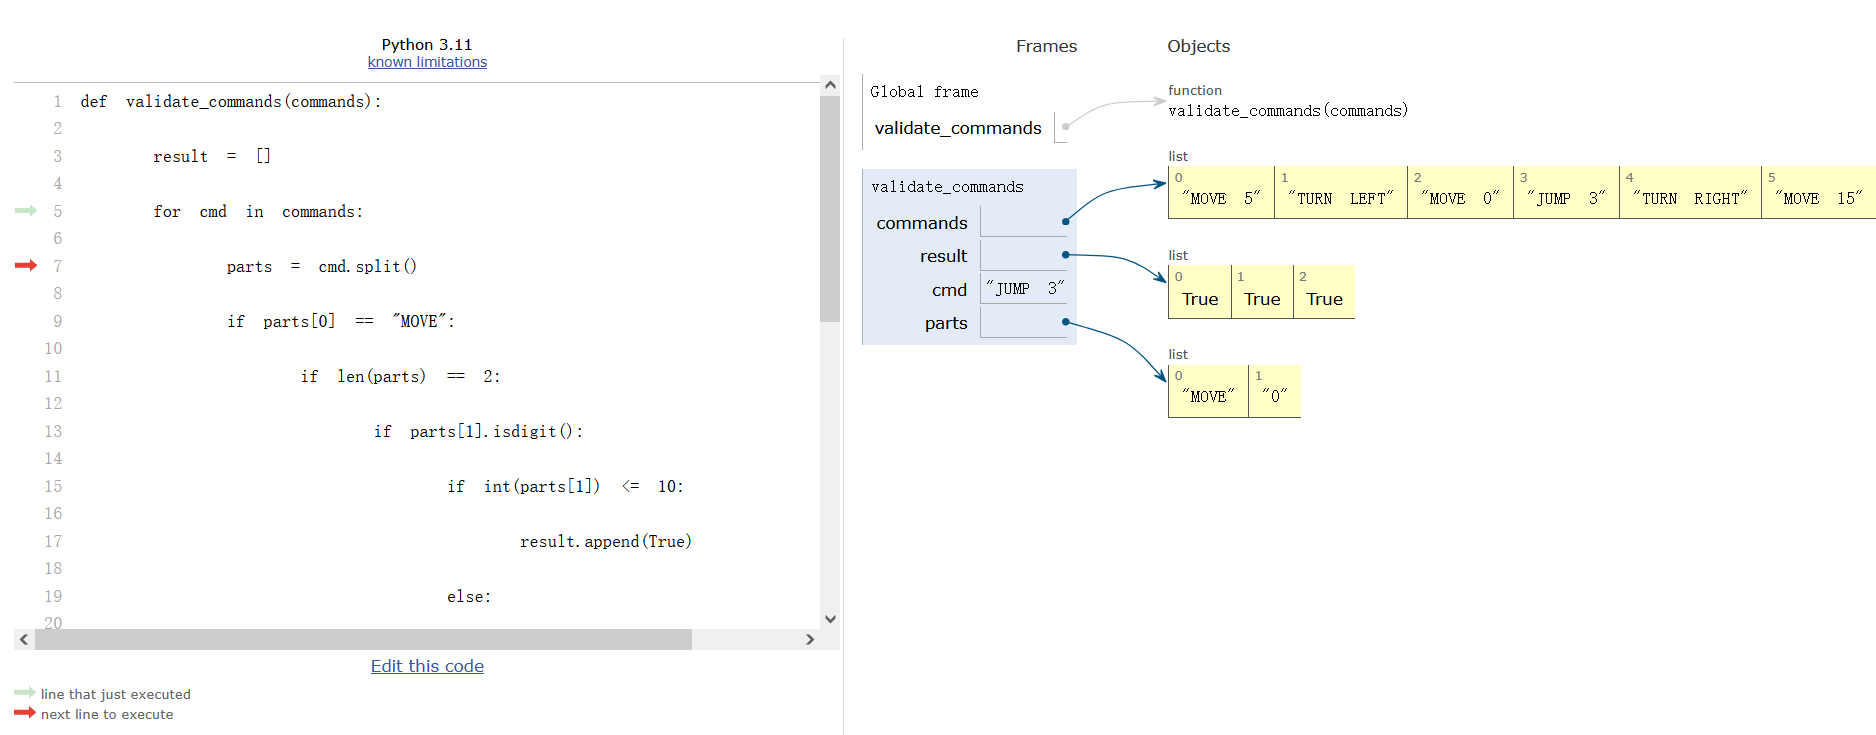 Python 3.11
known limitations
1 def validate_commands(commands):
2
3 result = []
4
5 for cmd in commands:
6
7 parts = cmd.split()
8
9 if parts[0] == "MOVE":
10
11 if len(parts) == 2:
12
13 if parts[1].isdigit():
14
15 if int(parts[1]) <= 10:
16
17 result.append(True)
18
19 else:
20
Edit this code
line that just executed
next line to execute
Frames
Objects
Global frame
validate_commands
function
validate_commands(commands)
validate_commands
commands
result
cmd "JUMP 3"
parts
list
0 1 2 3 4 5
"MOVE 5" "TURN LEFT" "MOVE 0" "JUMP 3" "TURN RIGHT" "MOVE 15"
list
0 1 2
True True True
list
0 1
"MOVE" "0"